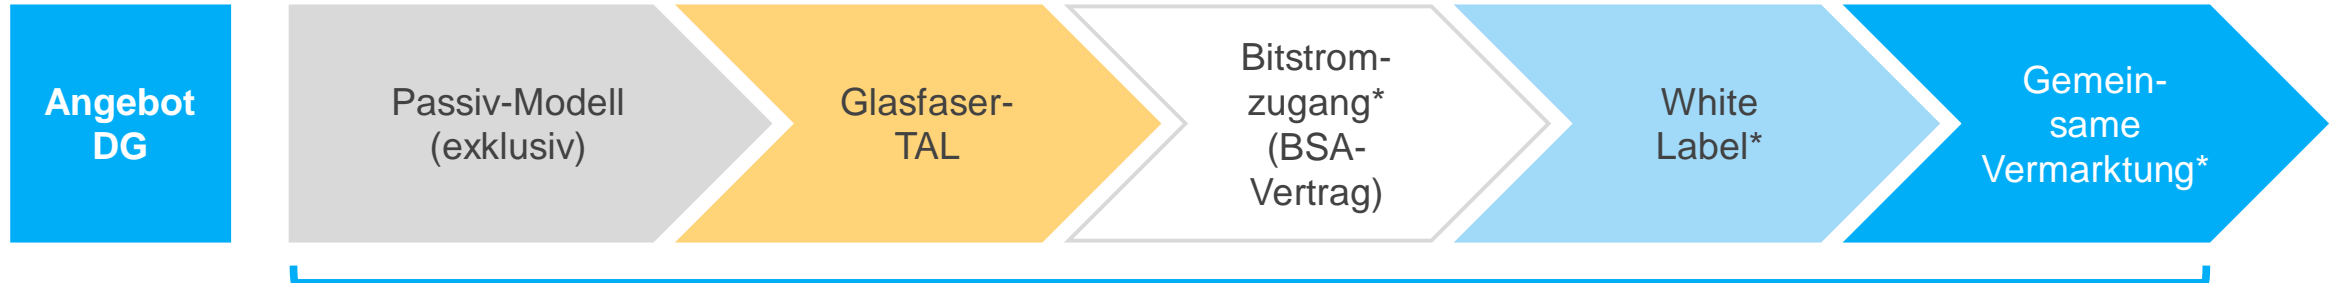 Angebot
DG
Passiv-Modell
(exklusiv)
Glasfaser-
TAL
Bitstrom-
zugang*
(BSA-
Vertrag)
White
Label*
Gemein-
same
Vermarktung*